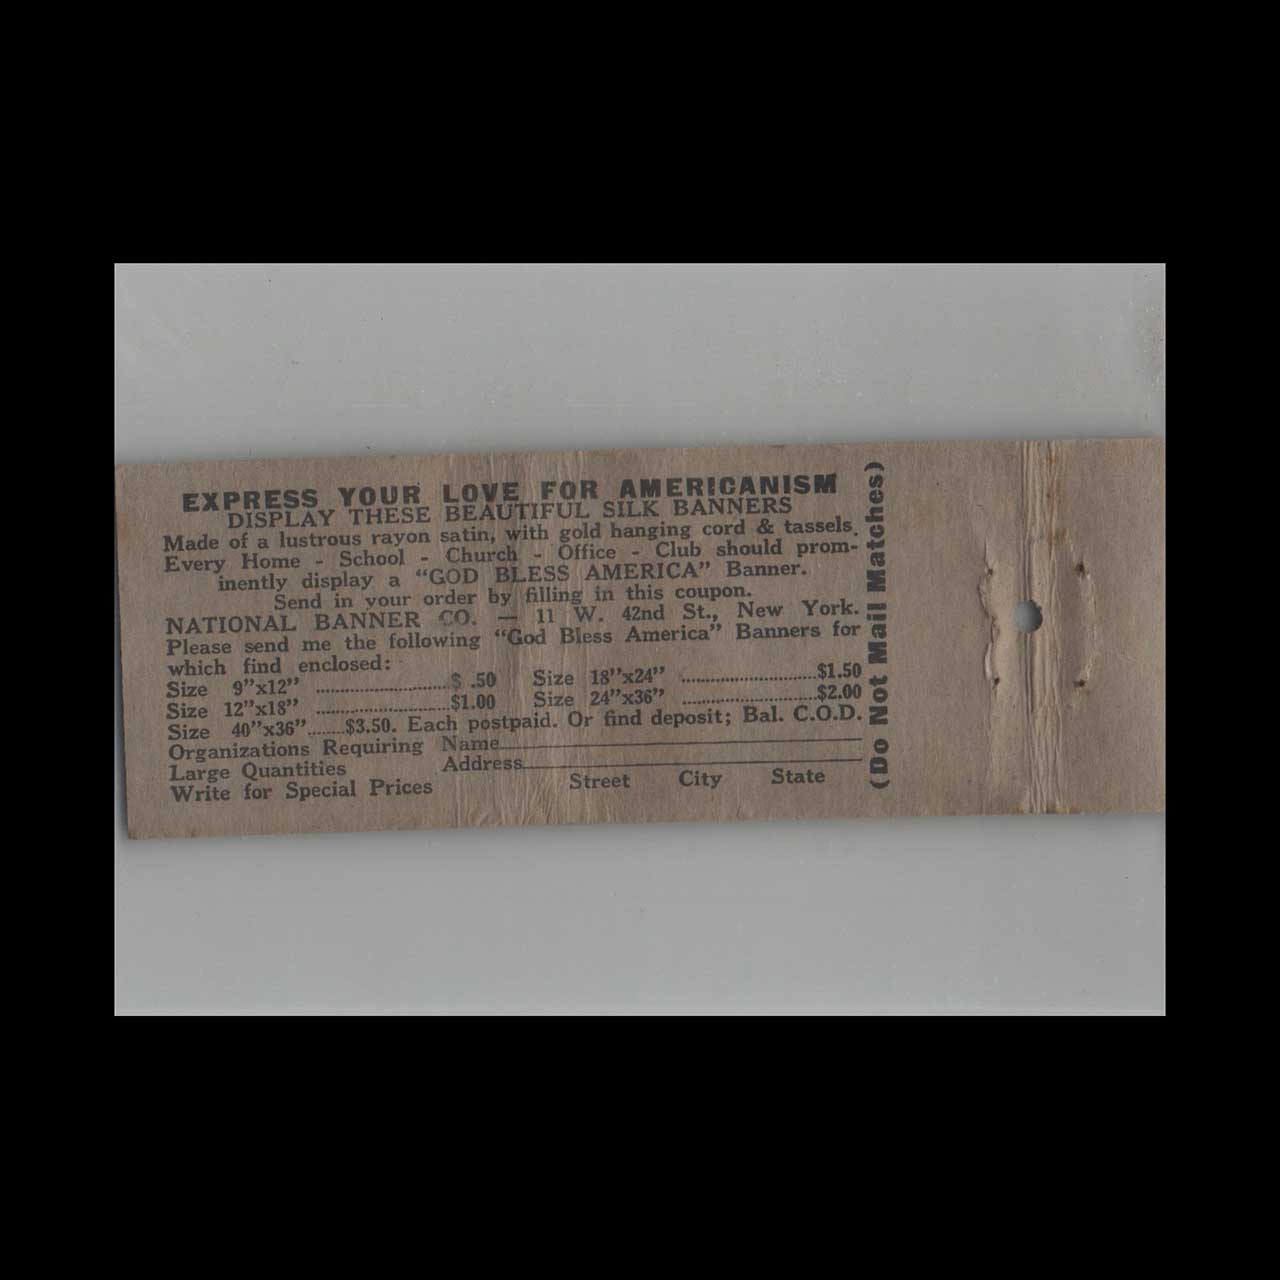 EXPRESS YOUR LOVE FOR AMERICANISM
DISPLAY THESE BEAUTIFUL SILK BANNERS
Made of a lustrous rayon satin, with gold hanging cord & tassels.
Every Home - School - Church - Office - Club should prom-
inently display a “GOD BLESS AMERICA” Banner.
Send in your order by filling in this coupon.
NATIONAL BANNER CO. — 11 W. 42nd St., New York.
Please send me the following “God Bless America” Banners for
which find enclosed:
Size 9”x12” ..............................$ .50 Size 18”x24” ..............................$1.50
Size 12”x18” ..............................$1.00 Size 24”x36” ..............................$2.00
Size 40”x36”.......$3.50. Each postpaid. Or find deposit; Bal. C.O.D.
Organizations Requiring Name
Large Quantities Address
Write for Special Prices Street City State
(Do Not Mail Matches)